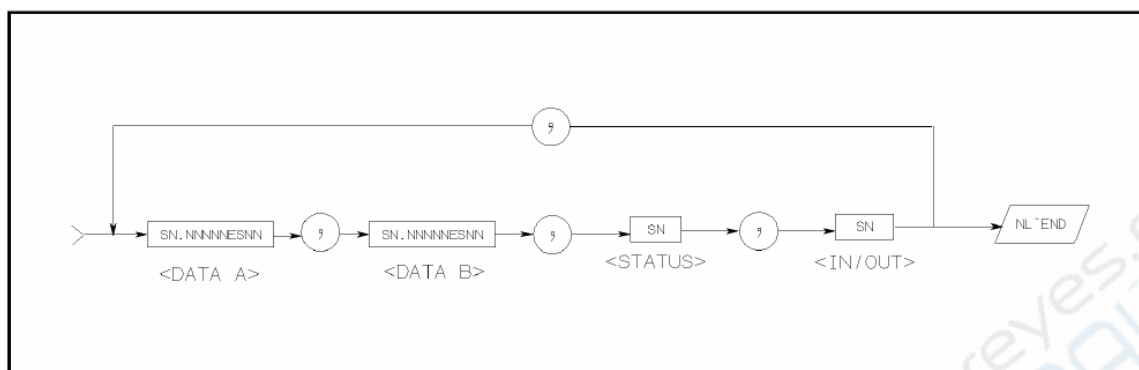 ,
SN.NNNNNESNN , SN.NNNNNESNN , SN , SN NL~END
<DATA A> <DATA B> <STATUS> <IN/OUT>